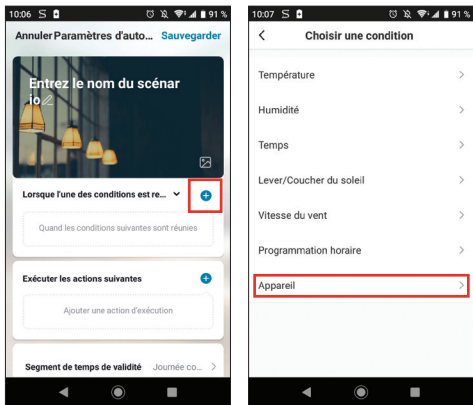 10:06 S 91 %
Annuler Paramètres d'auto... Sauvegarder
Entrez le nom du scénar
io
Lorsque l'une des conditions est re...
Quand les conditions suivantes sont réunies
Exécuter les actions suivantes
Ajouter une action d'exécution
Segment de temps de validité Journée co...
10:07 S 91 %
Choisir une condition
Température
Humidité
Temps
Lever/Coucher du soleil
Vitesse du vent
Programmation horaire
Appareil